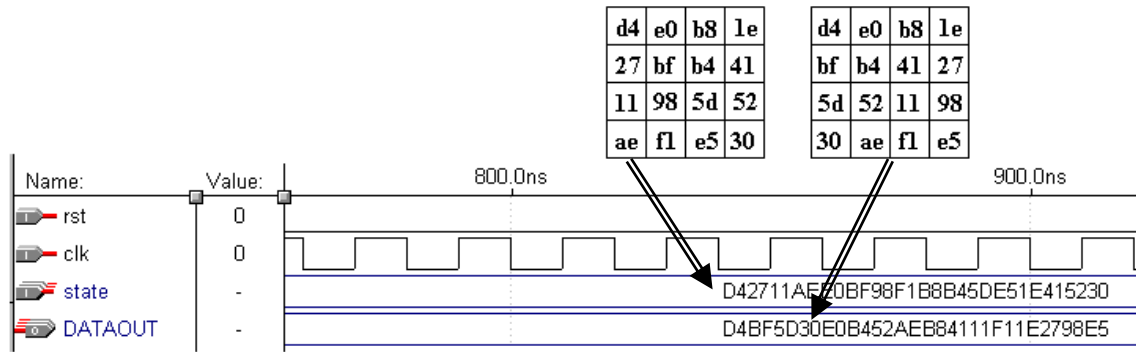 d4 e0 b8 1e
27 bf b4 41
11 98 5d 52
ae f1 e5 30
d4 e0 b8 1e
bf b4 41 27
5d 52 11 98
30 ae f1 e5
Name: Value: 800.0ns 900.0ns
rst 0
clk 0
state - D42711AEE0BF98F1B8B45DE51E415230
DATAOUT - D4BF5D30E0B452AEB84111F11E2798E5